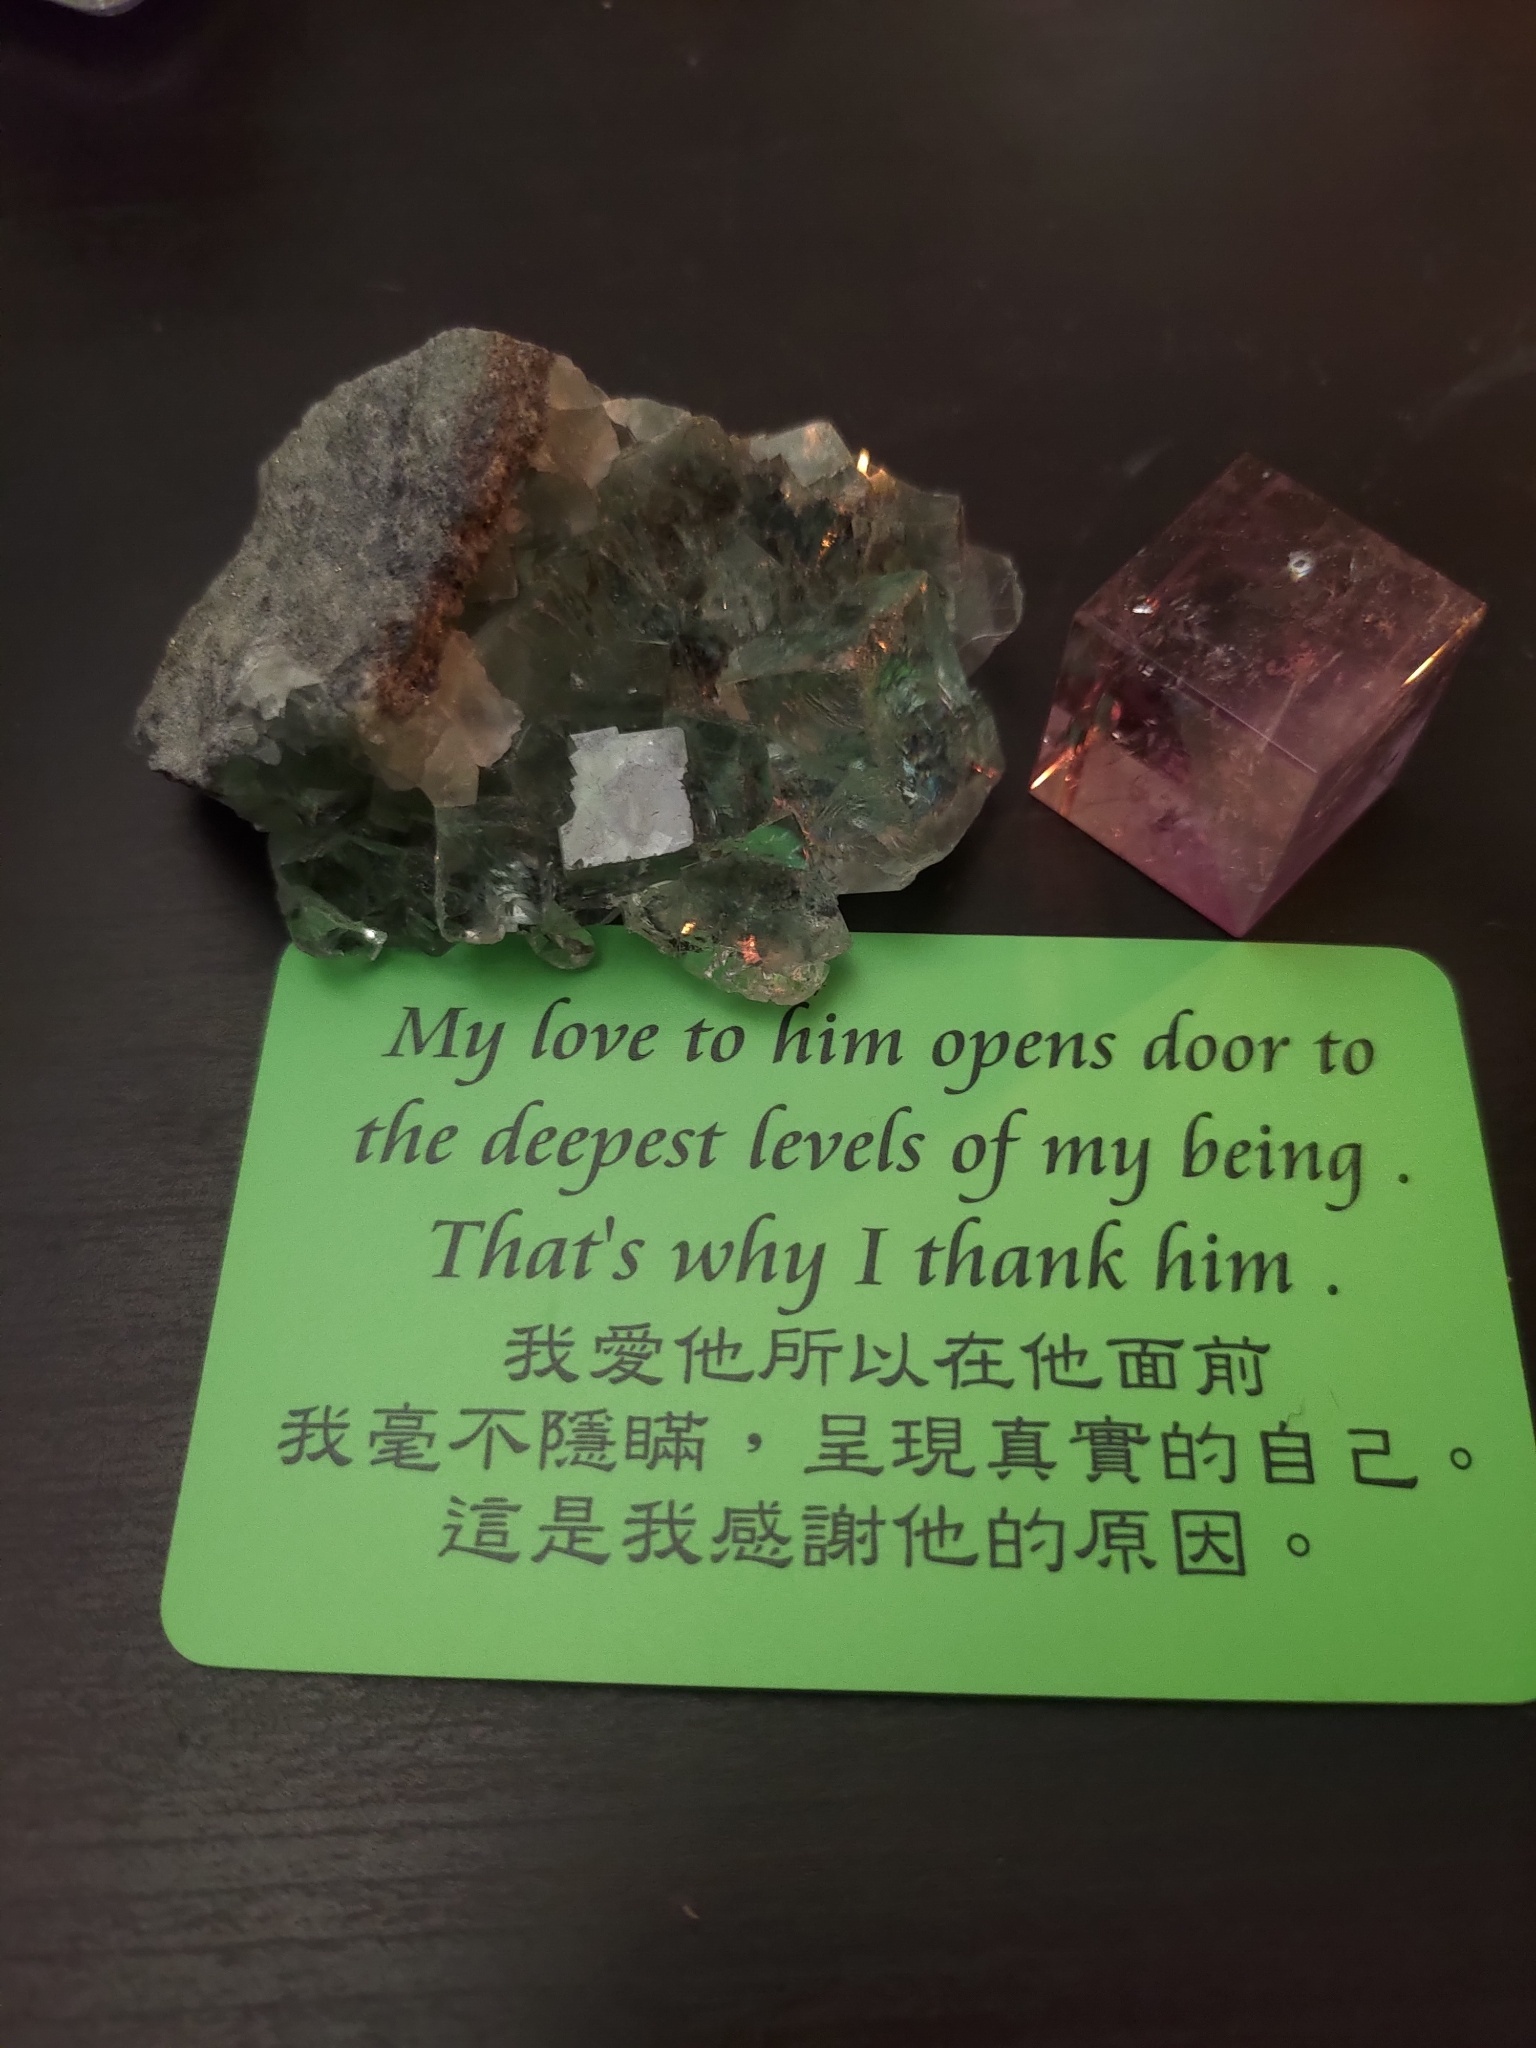 My love to him opens door to
the deepest levels of my being .
That's why I thank him .
我愛他所以在他面前
我毫不隱瞞，呈現真實的自己。
這是我感謝他的原因。